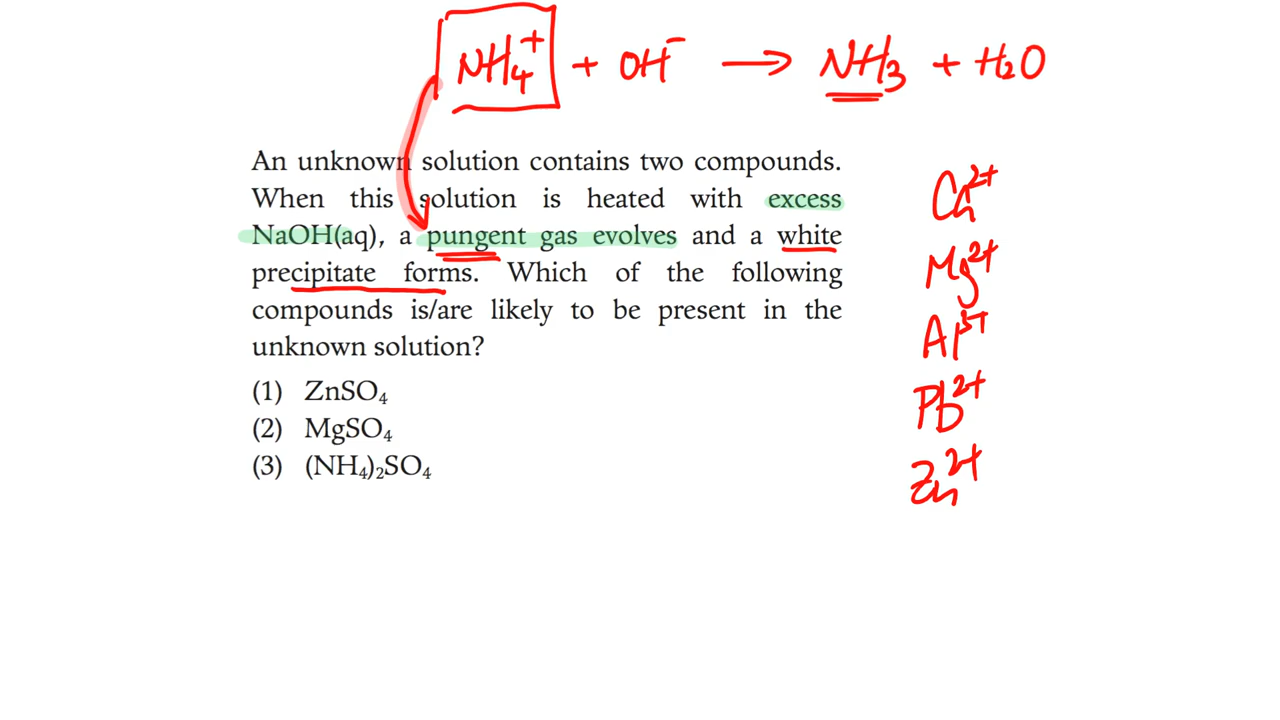 NH₄⁺ + OH⁻ → NH₃ + H₂O
An unknown solution contains two compounds.
When this solution is heated with excess
NaOH(aq), a pungent gas evolves and a white
precipitate forms. Which of the following
compounds is/are likely to be present in the
unknown solution?
(1) ZnSO₄
(2) MgSO₄
(3) (NH₄)₂SO₄
Ca²⁺
Mg²⁺
Al³⁺
Pb²⁺
Zn²⁺